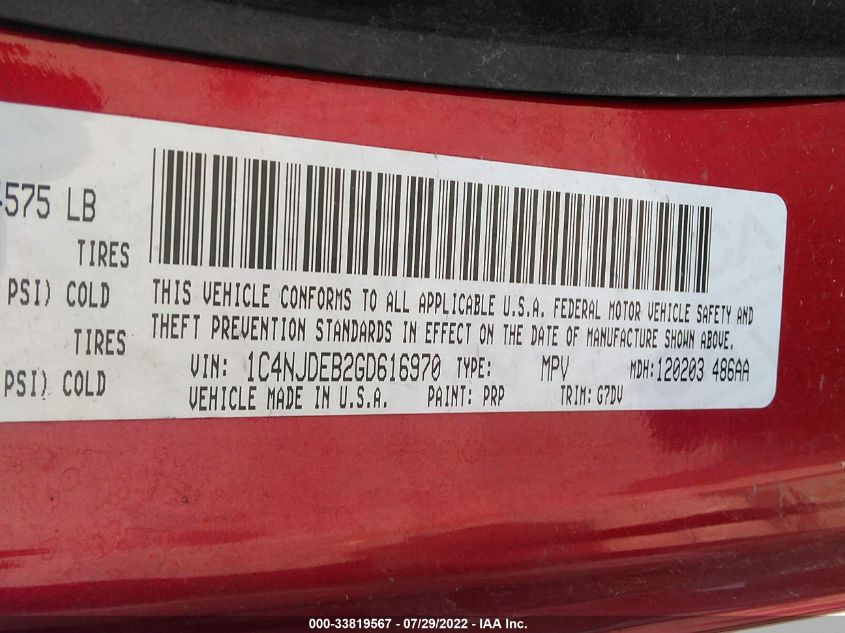 575 LB
TIRES
PSI) COLD
TIRES
PSI) COLD
THIS VEHICLE CONFORMS TO ALL APPLICABLE U.S.A. FEDERAL MOTOR VEHICLE SAFETY AND
THEFT PREVENTION STANDARDS IN EFFECT ON THE DATE OF MANUFACTURE SHOWN ABOVE.
VIN: 1C4NJDEB2GD616970 TYPE: MPV MDH: 120203 486AA
VEHICLE MADE IN U.S.A. PAINT: PRP TRIM: G7DV
000-33819567 / 07/29/2022 - IAA Inc.